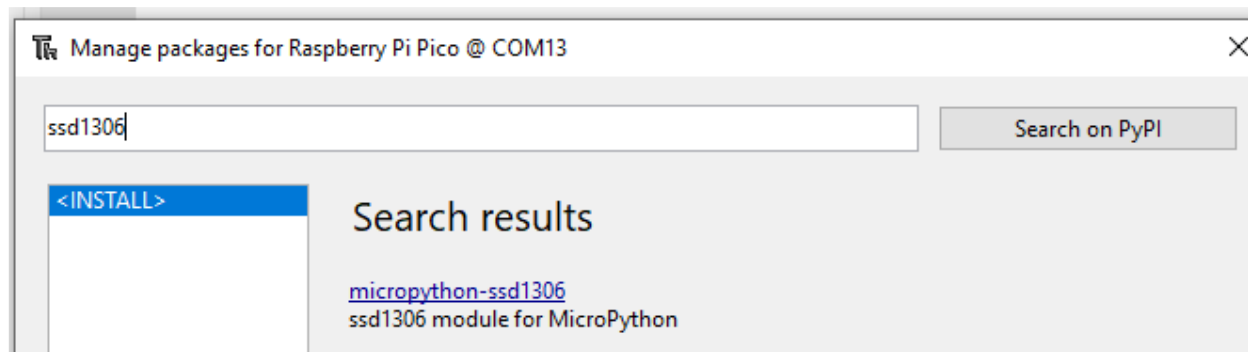 Manage packages for Raspberry Pi Pico @ COM13
ssd1306
Search on PyPI
<INSTALL>
Search results
micropython-ssd1306
ssd1306 module for MicroPython